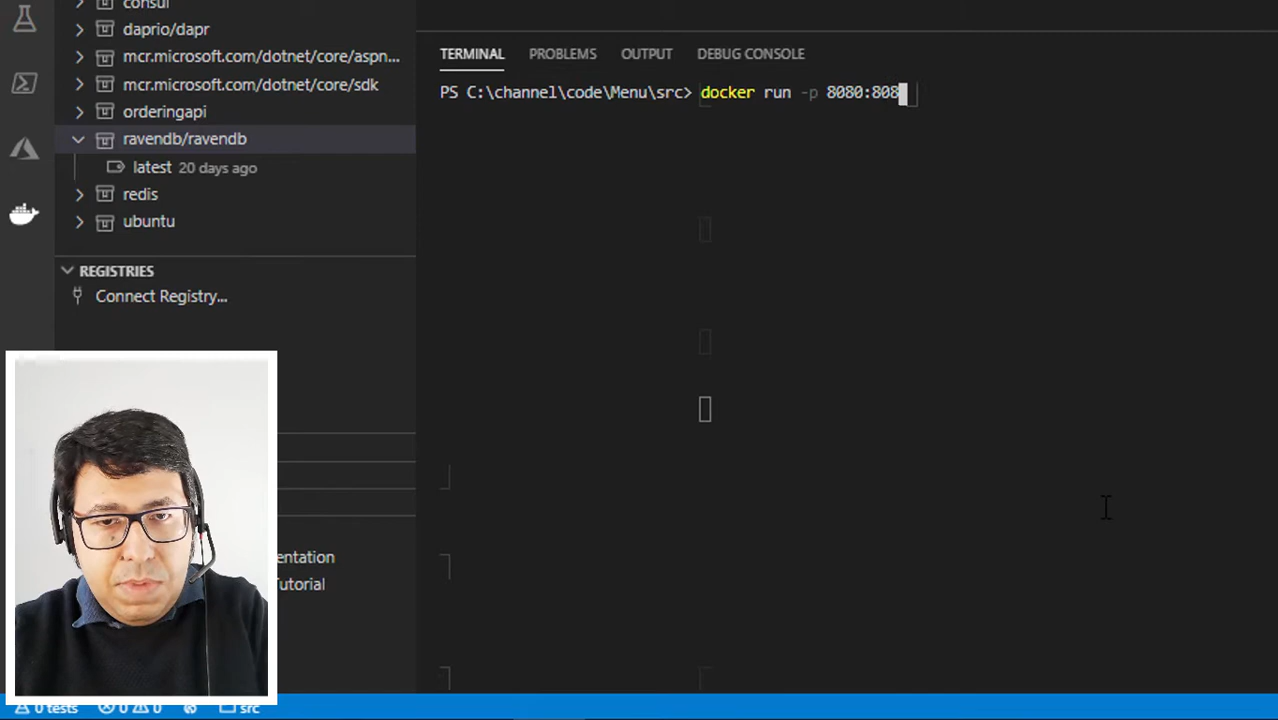 consul
daprio/dapr
mcr.microsoft.com/dotnet/core/aspn...
mcr.microsoft.com/dotnet/core/sdk
orderingapi
ravendb/ravendb
latest 20 days ago
redis
ubuntu
REGISTRIES
Connect Registry...
entation
Tutorial
0 tests
0 0
src
TERMINAL PROBLEMS OUTPUT DEBUG CONSOLE
PS C:\channel\code\Menu\src> docker run -p 8080:808